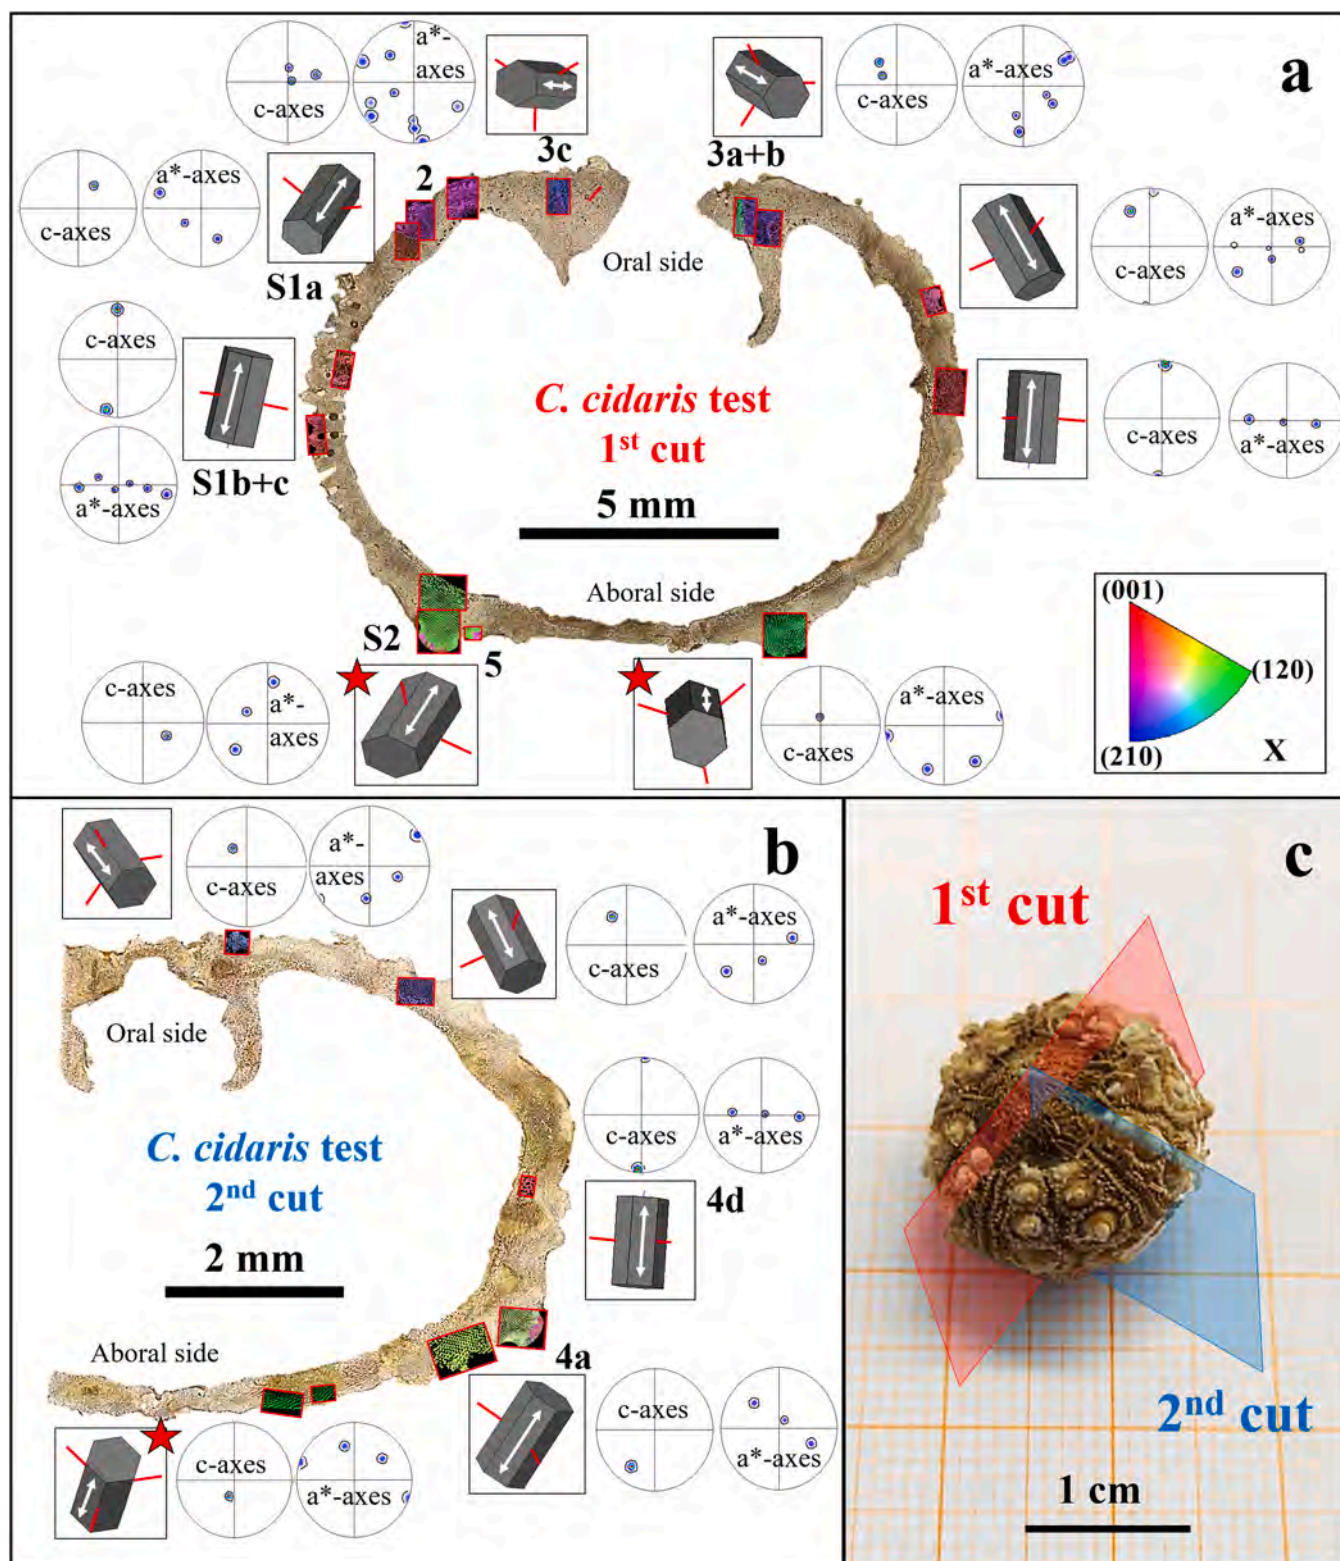 a
a*-
axes
c-axes
3c
a*-axes
c-axes
3a+b
a*-axes
c-axes
2
S1a
Oral side
a*-axes
c-axes
c-axes
a*-axes
S1b+c
C. cidaris test
1st cut
5 mm
c-axes
a*-axes
Aboral side
S2
5
c-axes
a*-
axes
a*-axes
c-axes
(001)
(120)
(210)
X
b
a*-
axes
c-axes
a*-axes
c-axes
Oral side
C. cidaris test
2nd cut
2 mm
c-axes
a*-axes
4d
Aboral side
4a
c-axes
a*-axes
c-axes
a*-axes
c
1st cut
2nd cut
1 cm